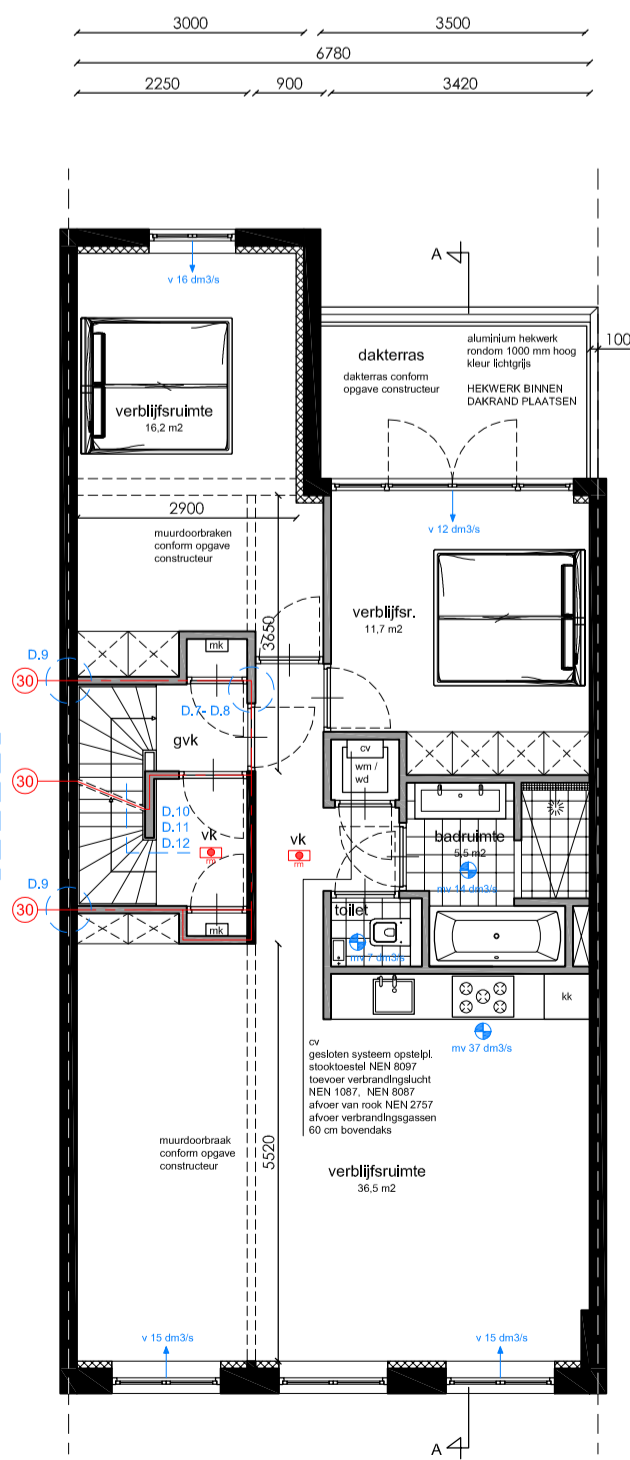 3000
3500
6780
2250
900
3420
A
v 16 dm3/s
100
dakterras
dakterras conform
opgave constructeur
aluminium hekwerk
rondom 1000 mm hoog
kleur lichtgrijs
HEKWERK BINNEN
DAKRAND PLAATSEN
verblijfsruimte
16,2 m2
2900
v 12 dm3/s
muurdoorbraken
conform opgave
constructeur
verblijfsr.
11,7 m2
3650
mk
D.9
30
D.7- D.8
gvk
cv
wm /
wd
30
D.10
D.11
D.12
vk
rm
vk
rm
badruimte
5,5 m2
mv 14 dm3/s
D.9
30
mk
toilet
mv 7 dm3/s
kk
mv 37 dm3/s
cv
gesloten systeem opstelpl.
stooktoestel NEN 8097
toevoer verbrandingslucht
NEN 1087, NEN 8087
afvoer van rook NEN 2757
afvoer verbrandingsgassen
60 cm bovendaks
muurdoorbraak
conform opgave
constructeur
5520
verblijfsruimte
36,5 m2
v 15 dm3/s
v 15 dm3/s
A